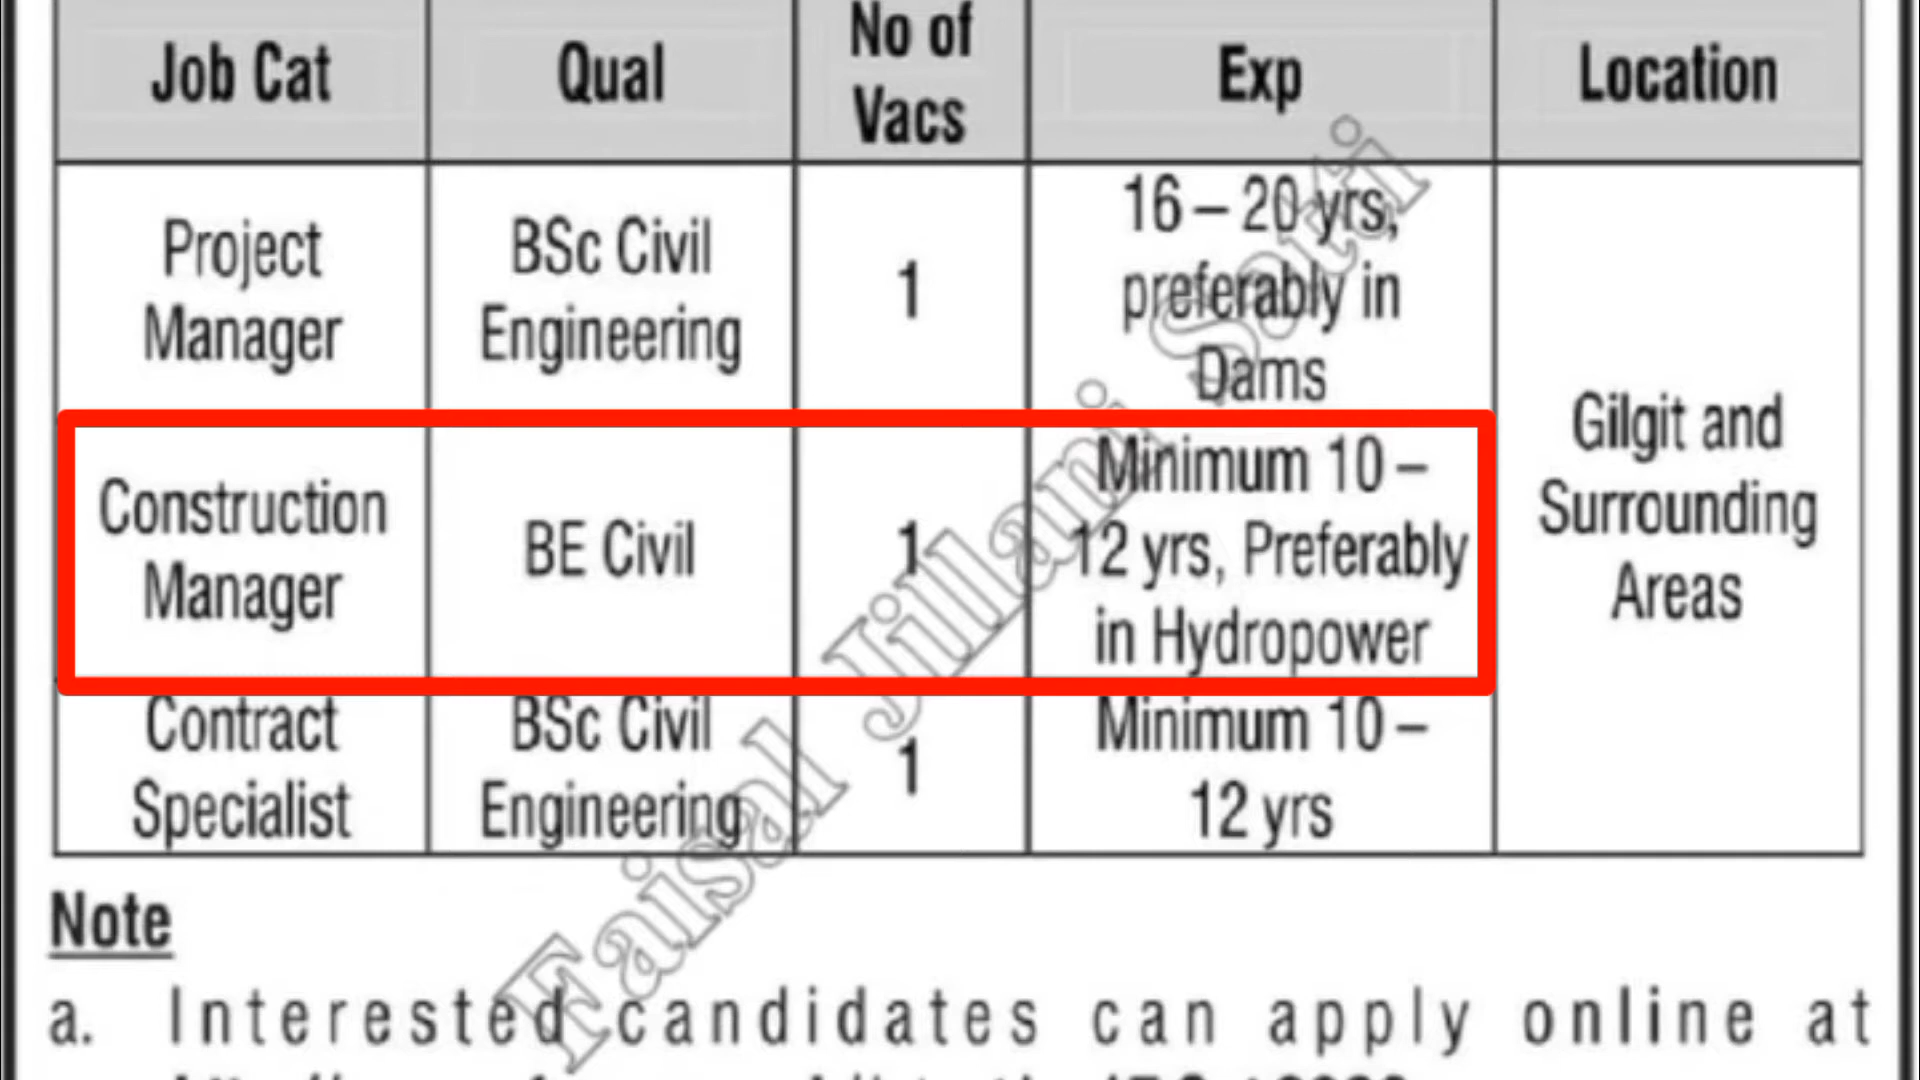 Job Cat
Qual
No of
Vacs
Exp
Location
Project
Manager
BSc Civil
Engineering
1
16 – 20 yrs,
preferably in
Dams
Construction
Manager
BE Civil
1
Minimum 10 –
12 yrs, Preferably
in Hydropower
Contract
Specialist
BSc Civil
Engineering
1
Minimum 10 –
12 yrs
Gilgit and
Surrounding
Areas
Faisal Jillani Satti
Note
a. Interested candidates can apply online at